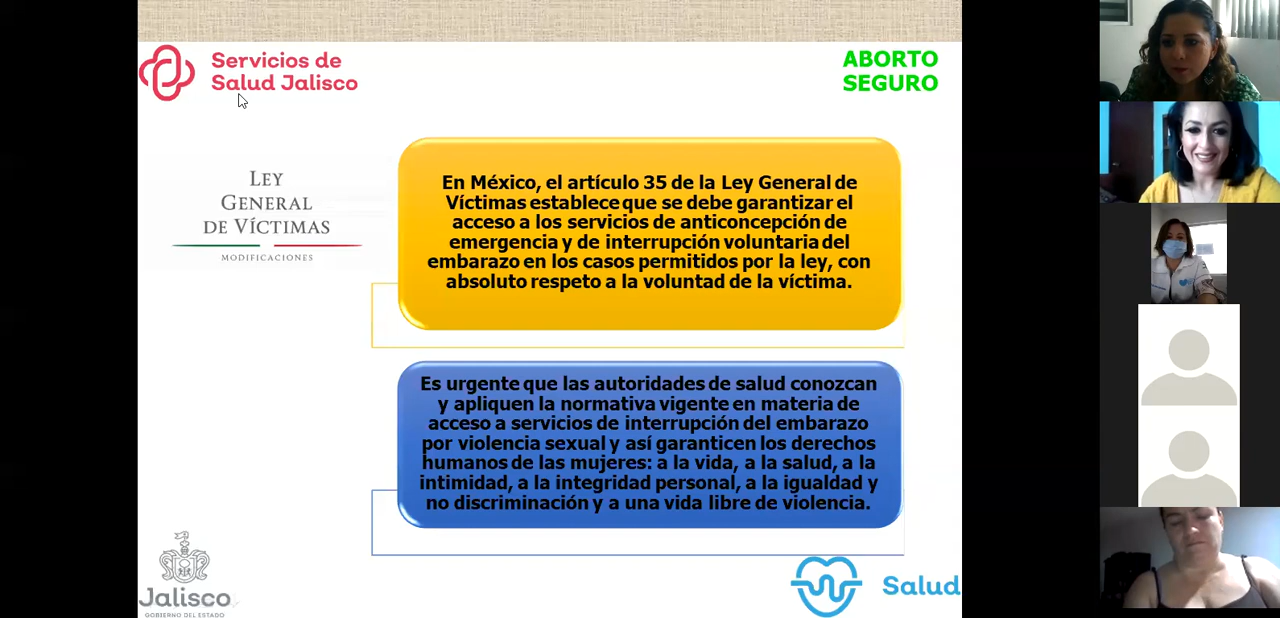 Servicios de
Salud Jalisco
ABORTO
SEGURO
LEY
GENERAL
DE VÍCTIMAS
MODIFICACIONES
En México, el artículo 35 de la Ley General de
Víctimas establece que se debe garantizar el
acceso a los servicios de anticoncepción de
emergencia y de interrupción voluntaria del
embarazo en los casos permitidos por la ley, con
absoluto respeto a la voluntad de la víctima.
Es urgente que las autoridades de salud conozcan
y apliquen la normativa vigente en materia de
acceso a servicios de interrupción del embarazo
por violencia sexual y así garanticen los derechos
humanos de las mujeres: a la vida, a la salud, a la
intimidad, a la integridad personal, a la igualdad y
no discriminación y a una vida libre de violencia.
Jalisco
GOBIERNO DEL ESTADO
Salud